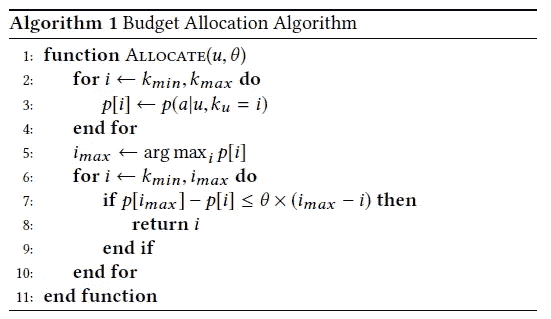 Algorithm 1 Budget Allocation Algorithm
1: function ALLOCATE(u, θ)
2: for i ← k_min, k_max do
3: p[i] ← p(a|u, k_u = i)
4: end for
5: i_max ← arg max_i p[i]
6: for i ← k_min, i_max do
7: if p[i_max] − p[i] ≤ θ × (i_max − i) then
8: return i
9: end if
10: end for
11: end function